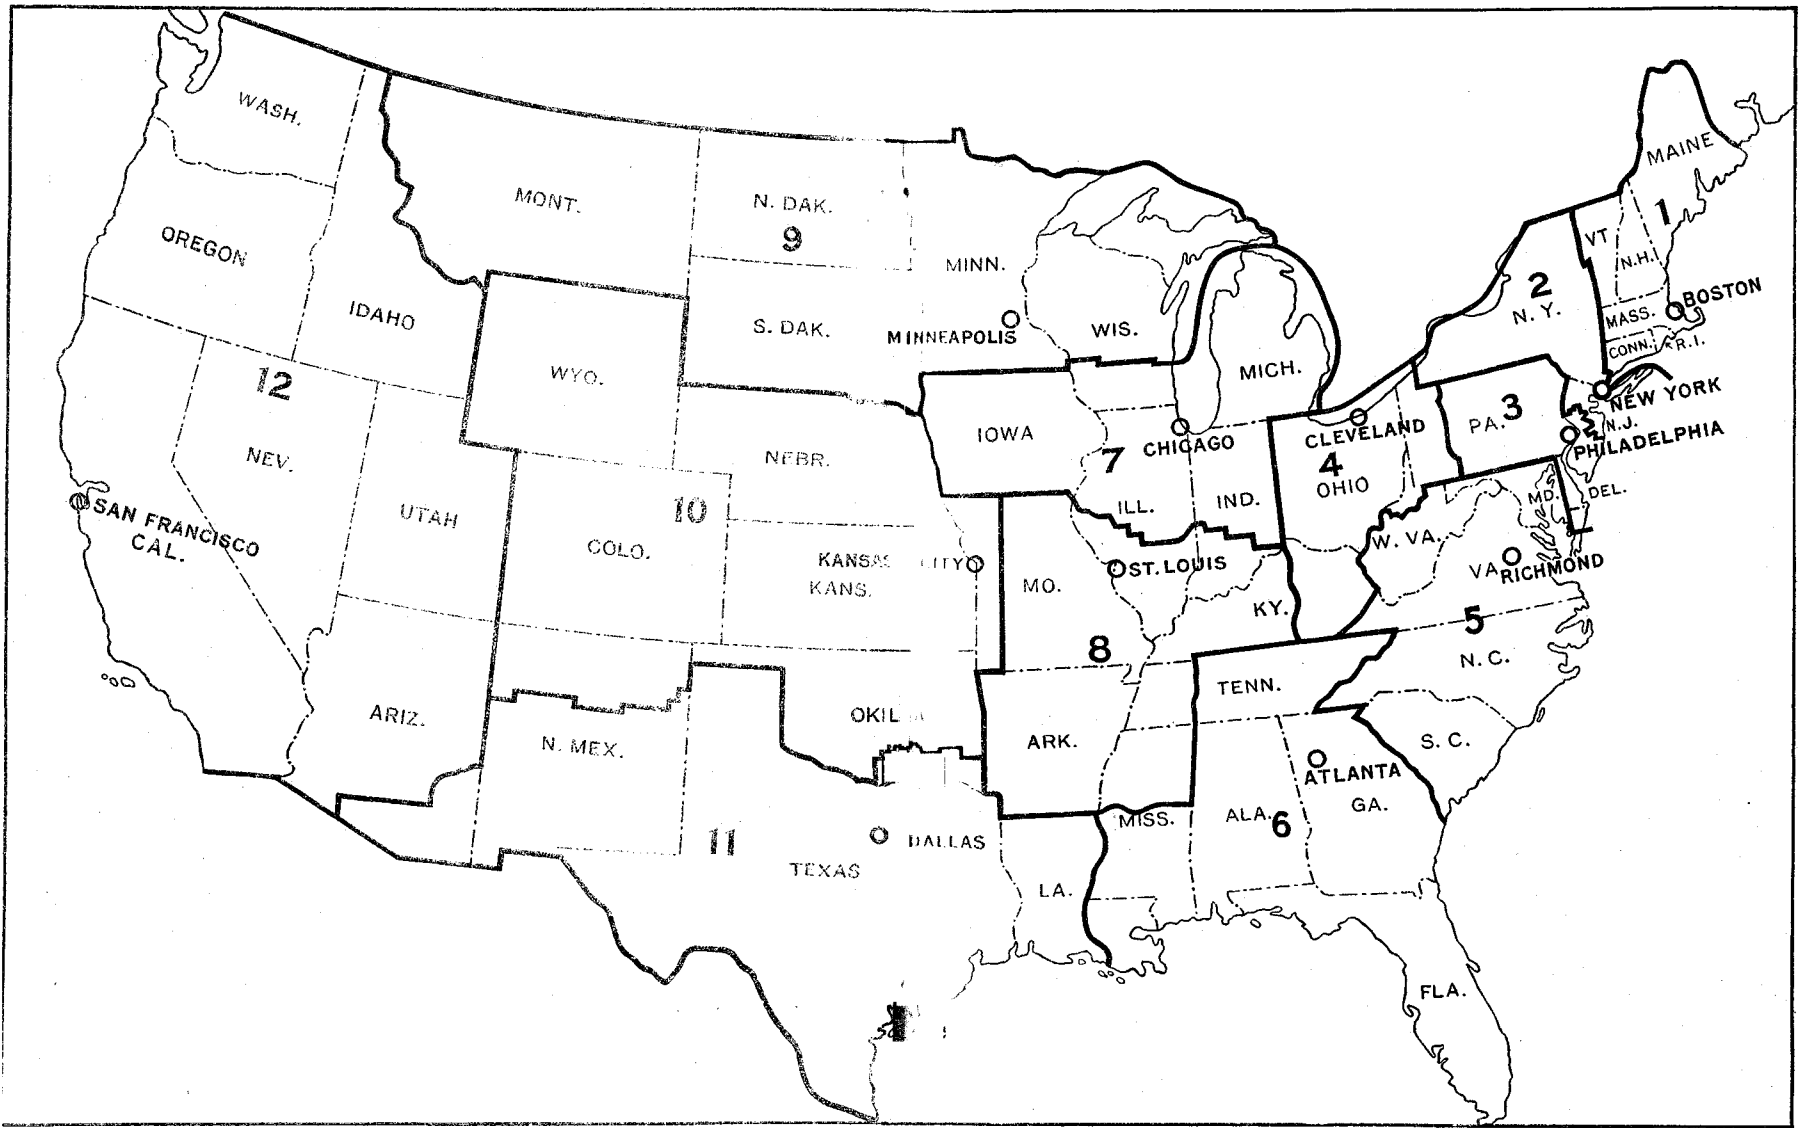 WASH.
OREGON
IDAHO
MONT.
N. DAK.
9
S. DAK.
MINN.
MINNEAPOLIS
WIS.
MICH.
MAINE
1
VT
N.H.
2
N. Y.
BOSTON
MASS.
CONN.
R.I.
NEW YORK
N.J.
PHILADELPHIA
PA.
3
CLEVELAND
4
OHIO
12
NEV.
WYO.
UTAH
SAN FRANCISCO
CAL.
COLO.
10
NEBR.
KANS.
IOWA
7
CHICAGO
ILL.
IND.
MD.
DEL.
W. VA.
VA
RICHMOND
MO.
ST. LOUIS
KY.
5
N. C.
8
TENN.
ARIZ.
N. MEX.
ARK.
S. C.
ATLANTA
GA.
11
TEXAS
DALLAS
MISS.
ALA.
6
LA.
FLA.